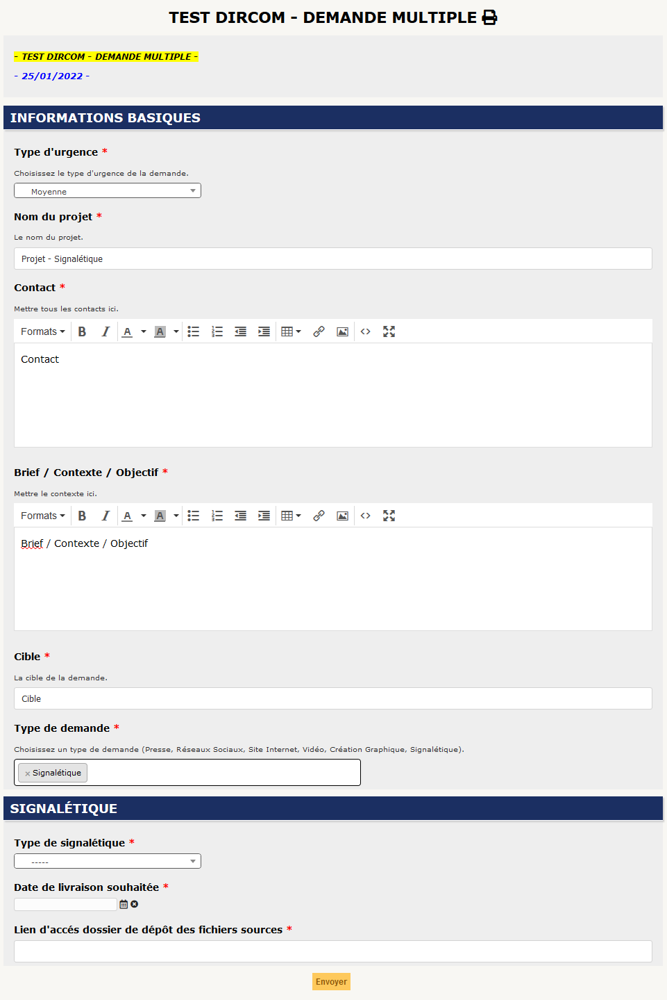 TEST DIRCOM - DEMANDE MULTIPLE
- TEST DIRCOM - DEMANDE MULTIPLE -
- 25/01/2022 -
INFORMATIONS BASIQUES
Type d'urgence *
Choisissez le type d'urgence de la demande.
Moyenne
Nom du projet *
Le nom du projet.
Projet - Signalétique
Contact *
Mettre tous les contacts ici.
Formats B I A A
Contact
Brief / Contexte / Objectif *
Mettre le contexte ici.
Formats B I A A
Brief / Contexte / Objectif
Cible *
La cible de la demande.
Cible
Type de demande *
Choisissez un type de demande (Presse, Réseaux Sociaux, Site Internet, Vidéo, Création Graphique, Signalétique).
× Signalétique
SIGNALÉTIQUE
Type de signalétique *
-----
Date de livraison souhaitée *
Lien d'accés dossier de dépôt des fichiers sources *
Envoyer